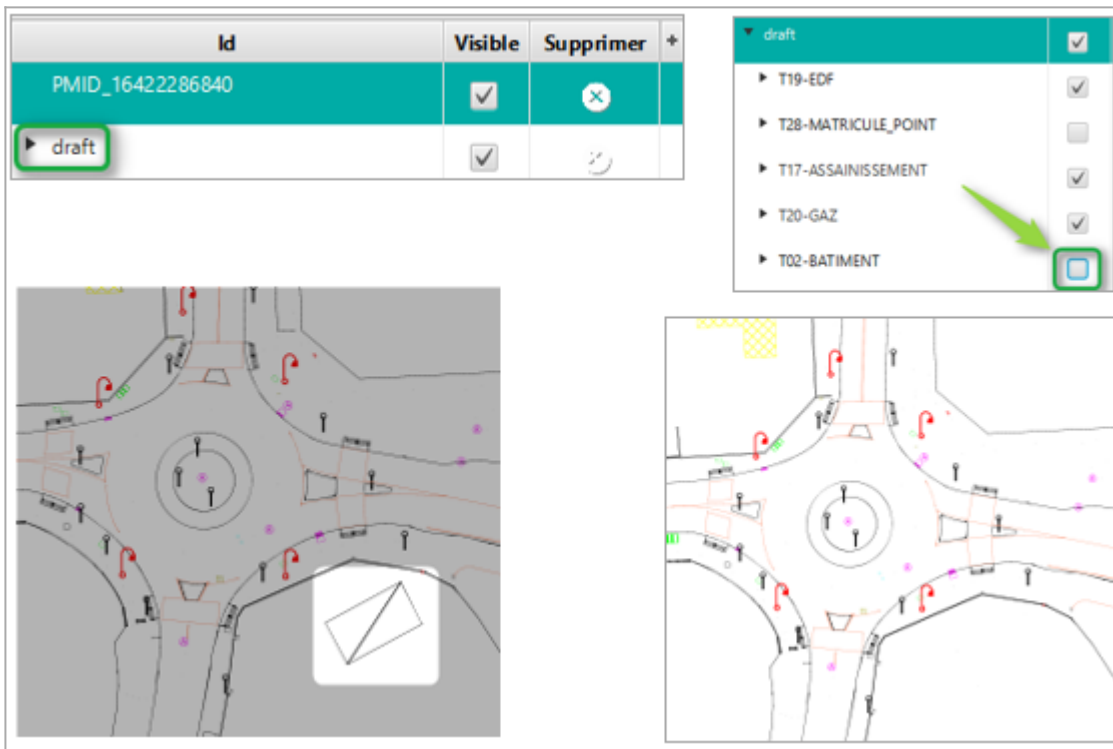 Id Visible Supprimer +
PMID_16422286840
draft
draft
T19-EDF
T28-MATRICULE_POINT
T17-ASSAINISSEMENT
T20-GAZ
T02-BATIMENT